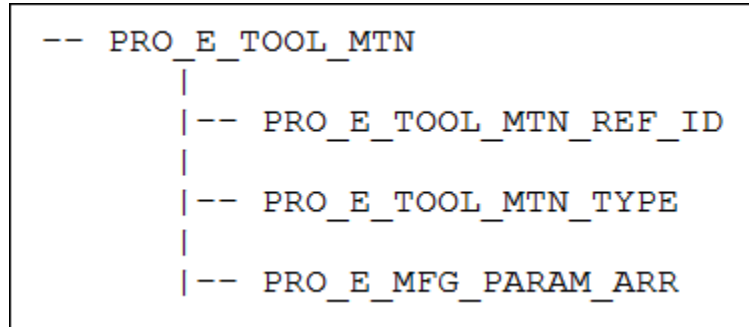 -- PRO_E_TOOL_MTN
|
|-- PRO_E_TOOL_MTN_REF_ID
|
|-- PRO_E_TOOL_MTN_TYPE
|
|-- PRO_E_MFG_PARAM_ARR